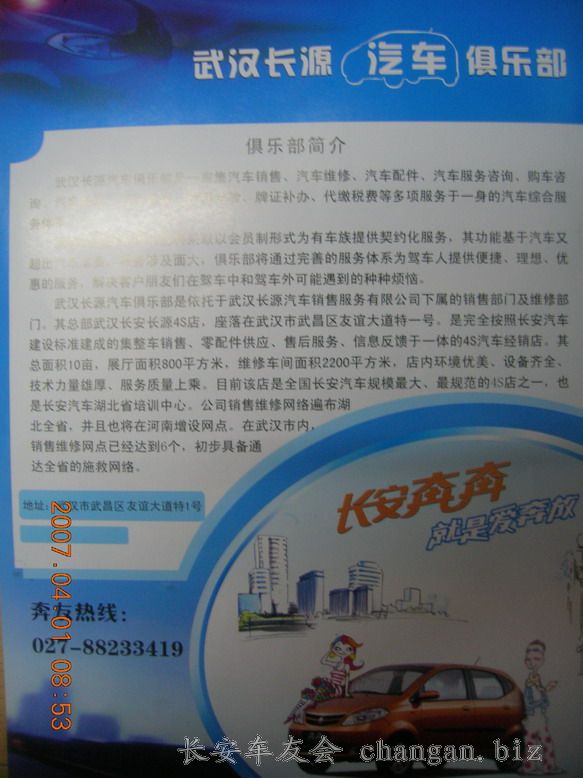 武汉长源 汽车 俱乐部
俱乐部简介
武汉长源汽车俱乐部是一家集汽车销售、汽车维修、汽车配件、汽车服务咨询、购车咨
询、汽车 牌证补办、代缴税费等多项服务于一身的汽车综合服
务体
取以会员制形式为有车族提供契约化服务，其功能基于汽车又
超出汽车 涉及面大，俱乐部将通过完善的服务体系为驾车人提供便捷、理想、优
惠的服务，解决客户朋友们在驾车中和驾车外可能遇到的种种烦恼。
武汉长源汽车俱乐部是依托于武汉长源汽车销售服务有限公司下属的销售部门及维修部
门。其总部武汉长安长源4S店，座落在武汉市武昌区友谊大道特一号。是完全按照长安汽车
建设标准建成的集整车销售、零配件供应、售后服务、信息反馈于一体的4S汽车经销店。其
总面积10亩，展厅面积800平方米，维修车间面积2200平方米，店内环境优美、设备齐全、
技术力量雄厚、服务质量上乘。目前该店是全国长安汽车规模最大、最规范的4S店之一，也
是长安汽车湖北省培训中心。公司销售维修网络遍布湖
北全省，并且也将在河南增设网点。在武汉市内，
销售维修网点已经达到6个，初步具备通
达全省的施救网络。
地址：武汉市武昌区友谊大道特1号
长安奔奔
就是爱奔放
奔友热线：
027-88233419
2007.04.01 08:53
长安车友会 changan.biz